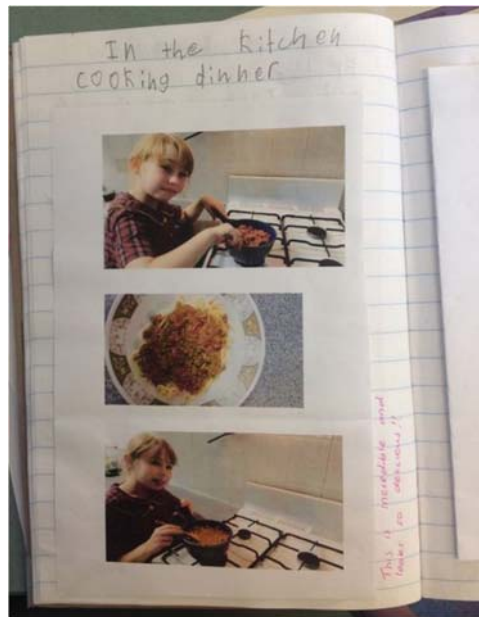 In the kitchen
cooking dinner
This is incredible and
looks so delicious!!